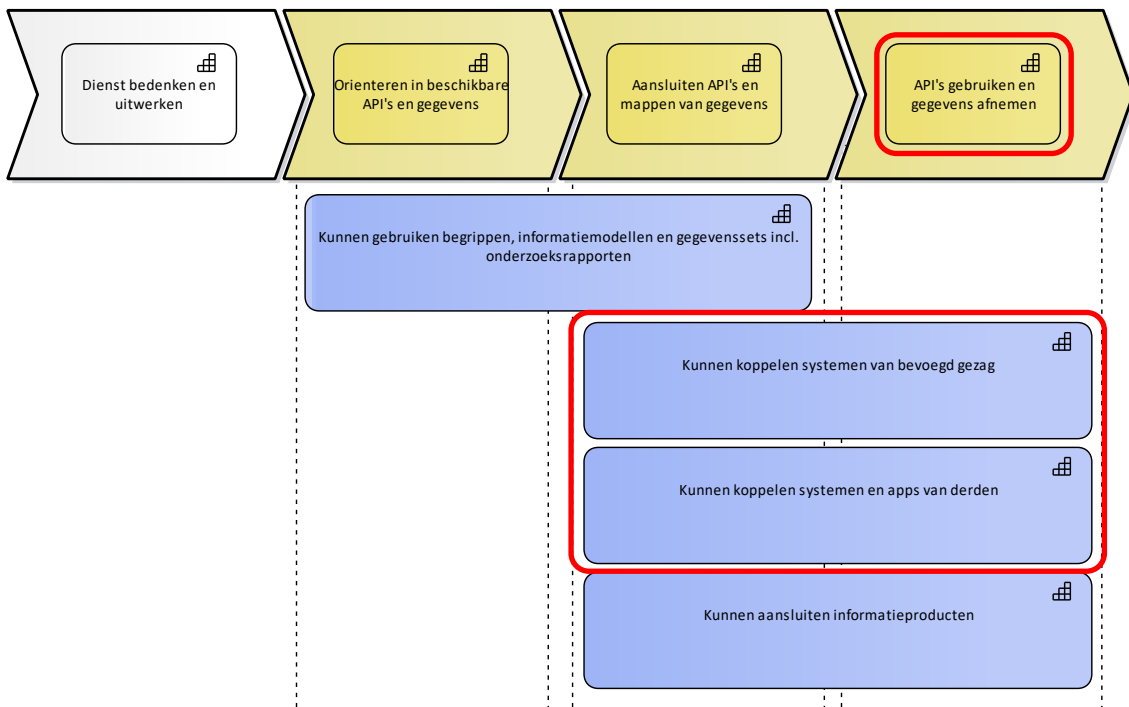 Dienst bedenken en
uitwerken
Orienteren in beschikbare
API's en gegevens
Aansluiten API's en
mappen van gegevens
API's gebruiken en
gegevens afnemen
Kunnen gebruiken begrippen, informatiemodellen en gegevenssets incl.
onderzoeksrapporten
Kunnen koppelen systemen van bevoegd gezag
Kunnen koppelen systemen en apps van derden
Kunnen aansluiten informatieproducten